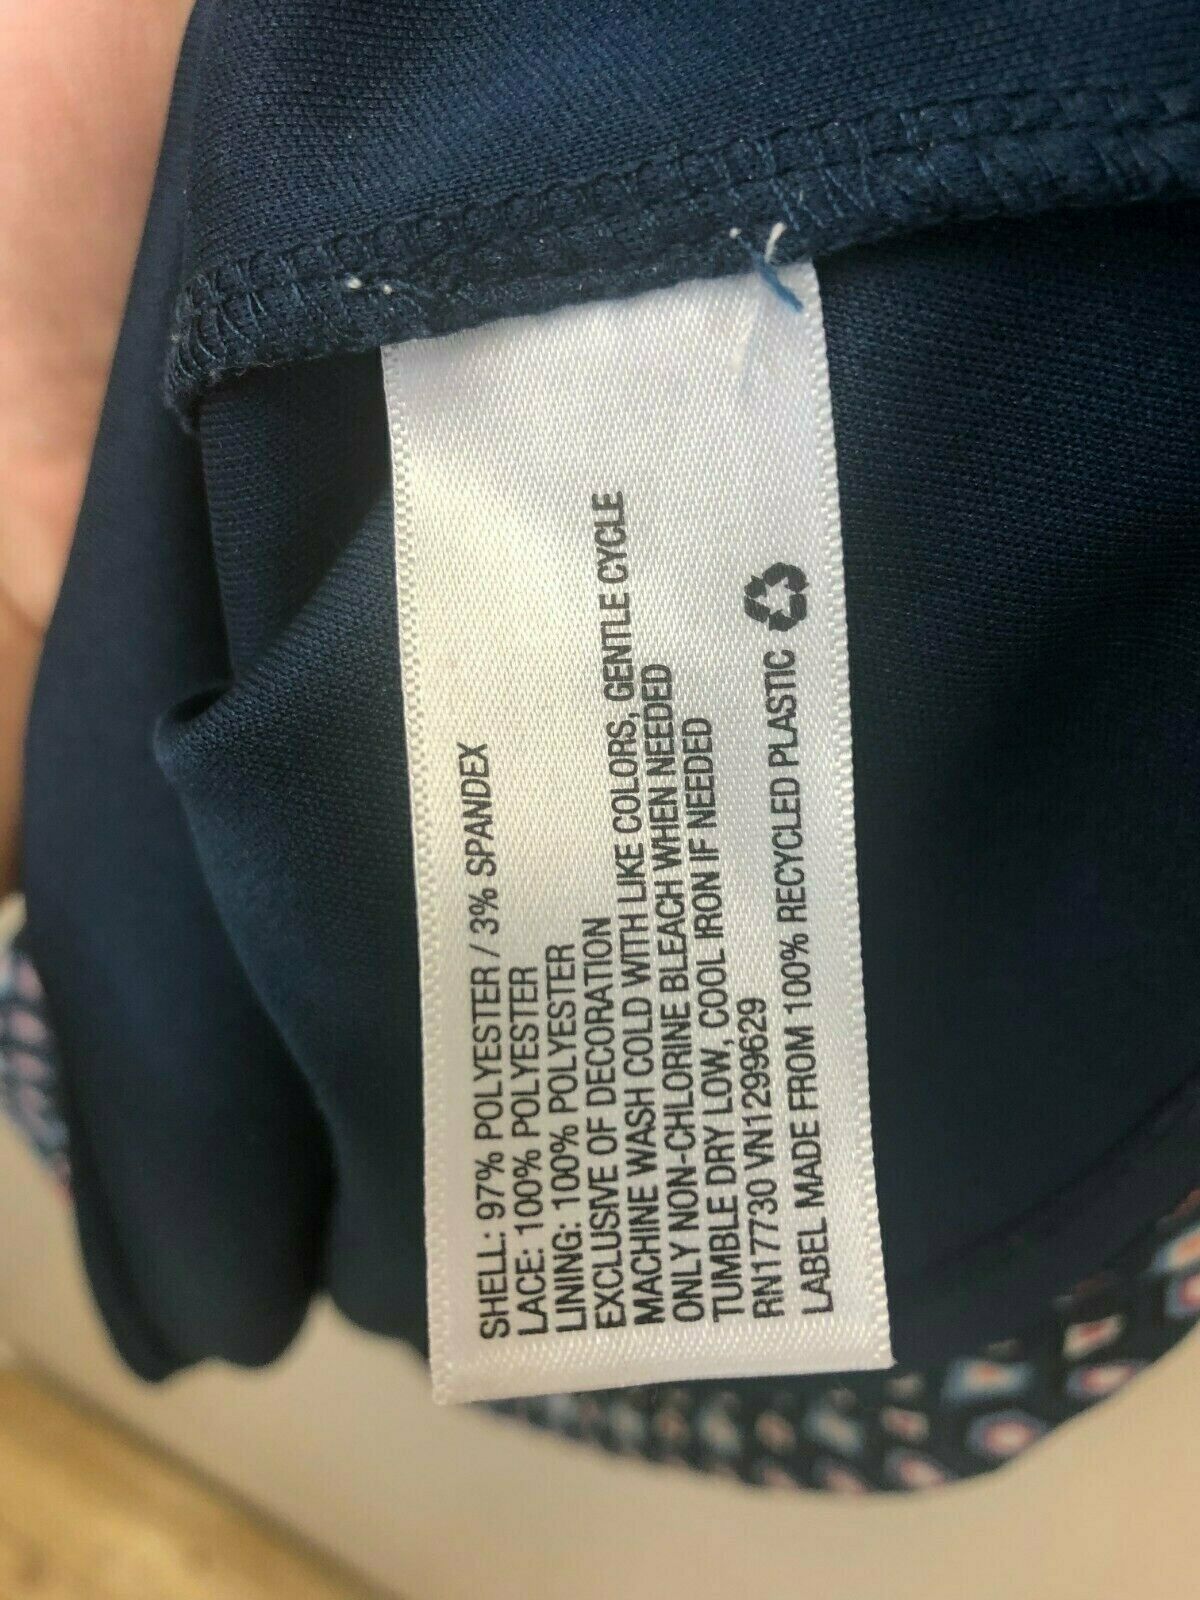 SHELL: 97% POLYESTER / 3% SPANDEX
LACE: 100% POLYESTER
LINING: 100% POLYESTER
EXCLUSIVE OF DECORATION
MACHINE WASH COLD WITH LIKE COLORS, GENTLE CYCLE
ONLY NON-CHLORINE BLEACH WHEN NEEDED
TUMBLE DRY LOW, COOL IRON IF NEEDED
RN17730 VN1299629
LABEL MADE FROM 100% RECYCLED PLASTIC